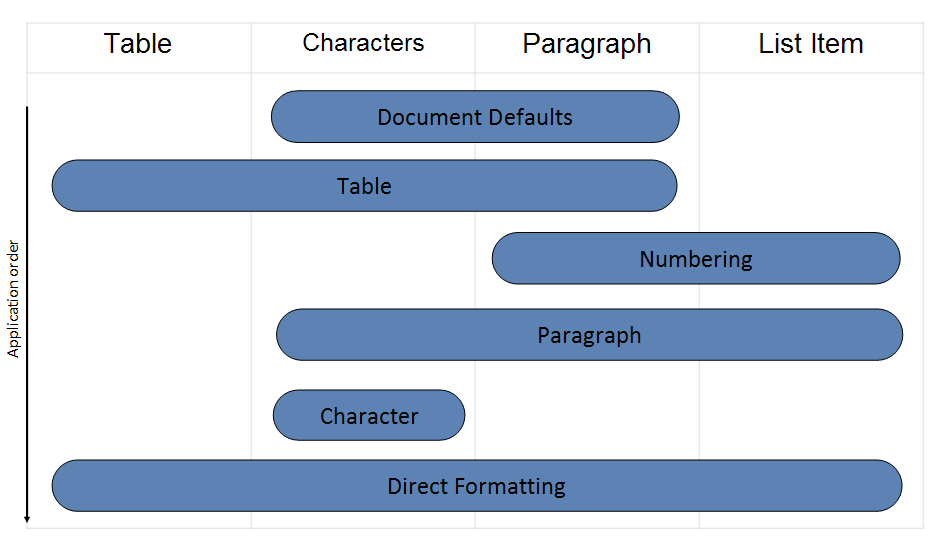 Table
Characters
Paragraph
List Item
Document Defaults
Table
Numbering
Paragraph
Character
Direct Formatting
Application order